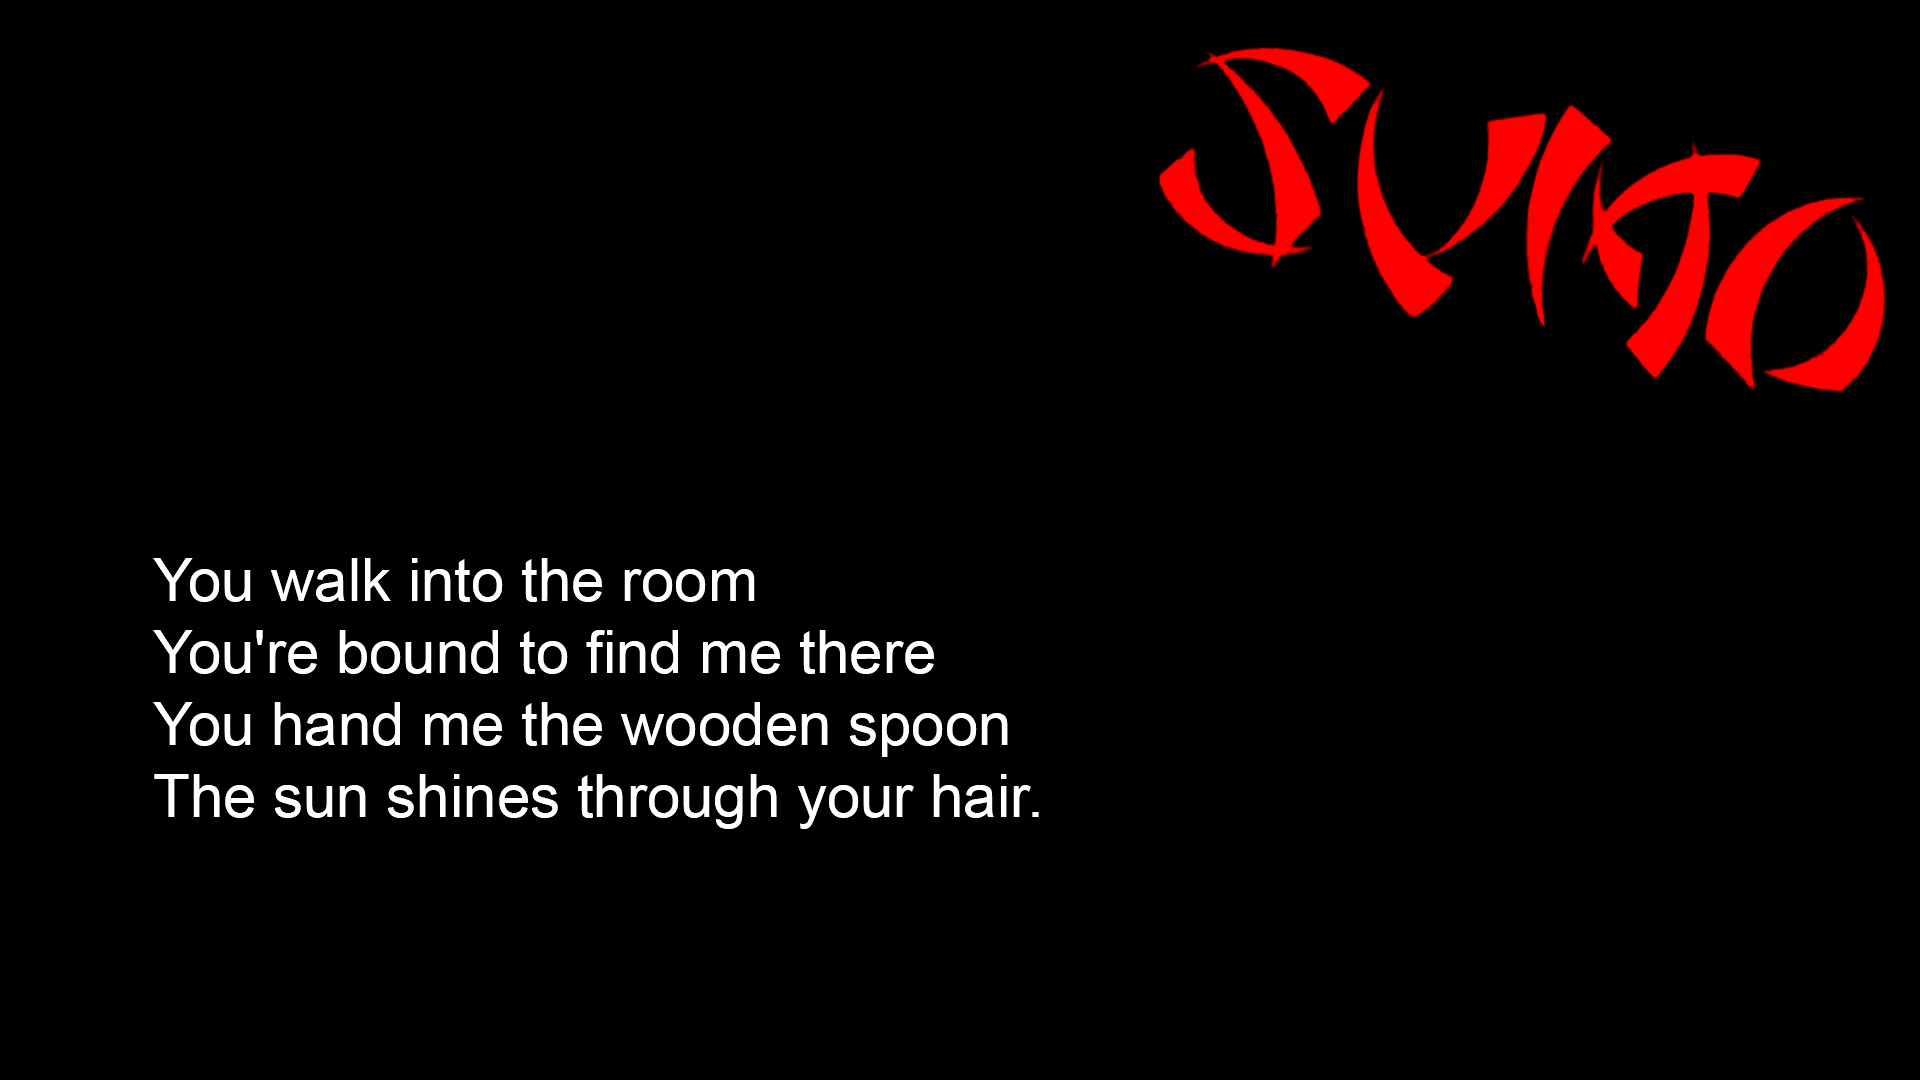 You walk into the room
You're bound to find me there
You hand me the wooden spoon
The sun shines through your hair.